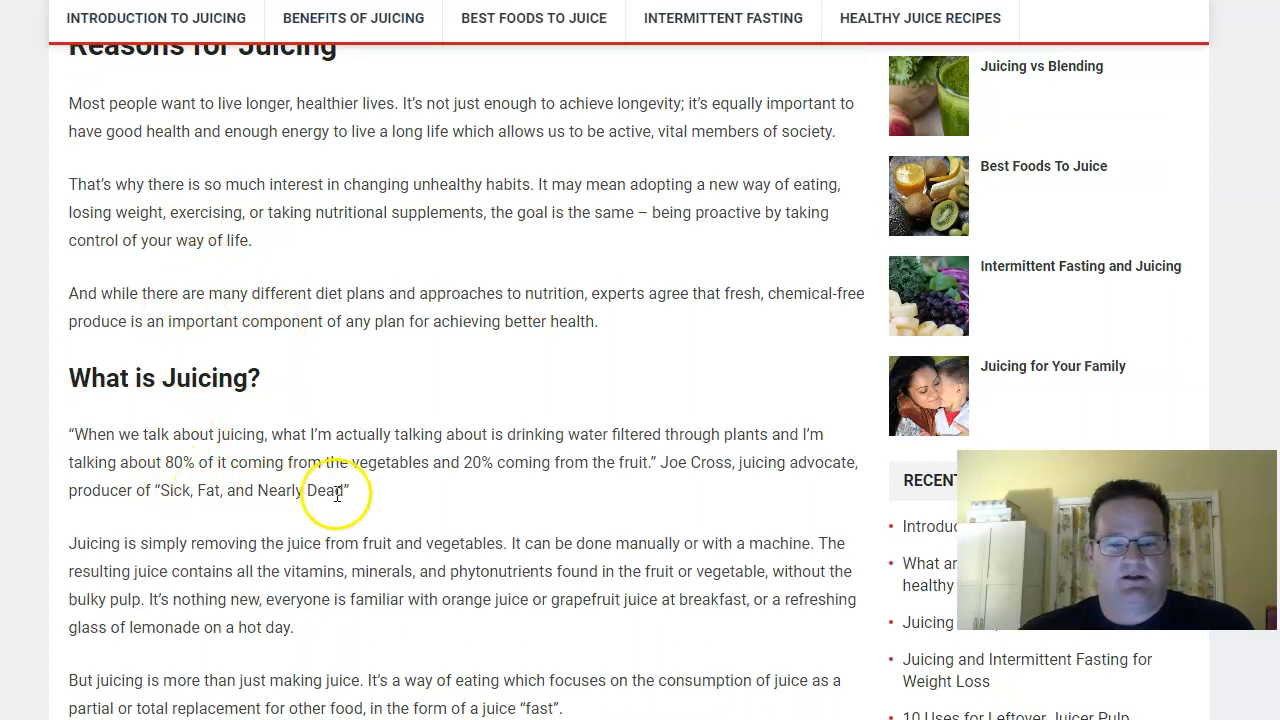 INTRODUCTION TO JUICING
BENEFITS OF JUICING
BEST FOODS TO JUICE
INTERMITTENT FASTING
HEALTHY JUICE RECIPES
Reasons for Juicing
Most people want to live longer, healthier lives. It's not just enough to achieve longevity; it’s equally important to
have good health and enough energy to live a long life which allows us to be active, vital members of society.
That’s why there is so much interest in changing unhealthy habits. It may mean adopting a new way of eating,
losing weight, exercising, or taking nutritional supplements, the goal is the same – being proactive by taking
control of your way of life.
And while there are many different diet plans and approaches to nutrition, experts agree that fresh, chemical-free
produce is an important component of any plan for achieving better health.
What is Juicing?
“When we talk about juicing, what I’m actually talking about is drinking water filtered through plants and I’m
talking about 80% of it coming from the vegetables and 20% coming from the fruit.” Joe Cross, juicing advocate,
producer of “Sick, Fat, and Nearly Dead”
Juicing is simply removing the juice from fruit and vegetables. It can be done manually or with a machine. The
resulting juice contains all the vitamins, minerals, and phytonutrients found in the fruit or vegetable, without the
bulky pulp. It’s nothing new, everyone is familiar with orange juice or grapefruit juice at breakfast, or a refreshing
glass of lemonade on a hot day.
But juicing is more than just making juice. It’s a way of eating which focuses on the consumption of juice as a
partial or total replacement for other food, in the form of a juice “fast”.
Juicing vs Blending
Best Foods To Juice
Intermittent Fasting and Juicing
Juicing for Your Family
What
healthy
Juicing
Juicing and Intermittent Fasting for
Weight Loss
10 Uses for Leftover Juicer Pulp